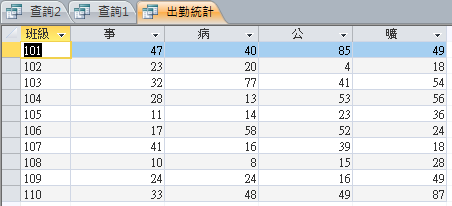 查詢2 查詢1 出勤統計
班級 事 病 公 曠
101 47 40 85 49
102 23 20 4 18
103 32 77 41 54
104 28 13 53 56
105 11 14 23 36
106 17 58 52 24
107 41 16 39 18
108 10 8 15 28
109 24 24 16 49
110 33 48 49 87